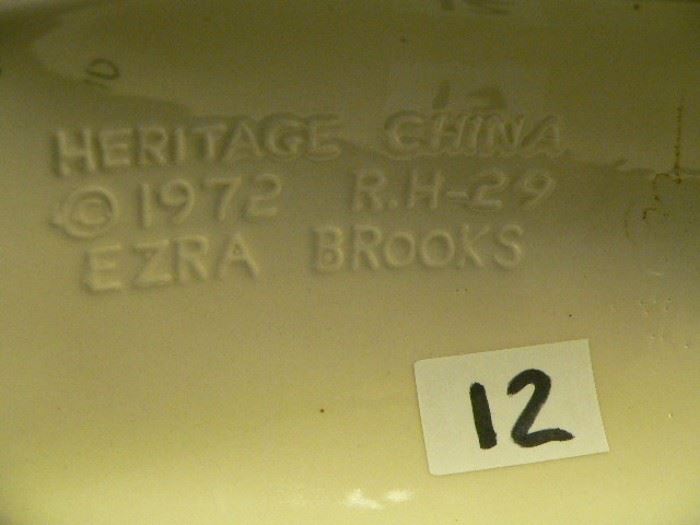 HERITAGE CHINA
© 1972 R.H-29
EZRA BROOKS
12